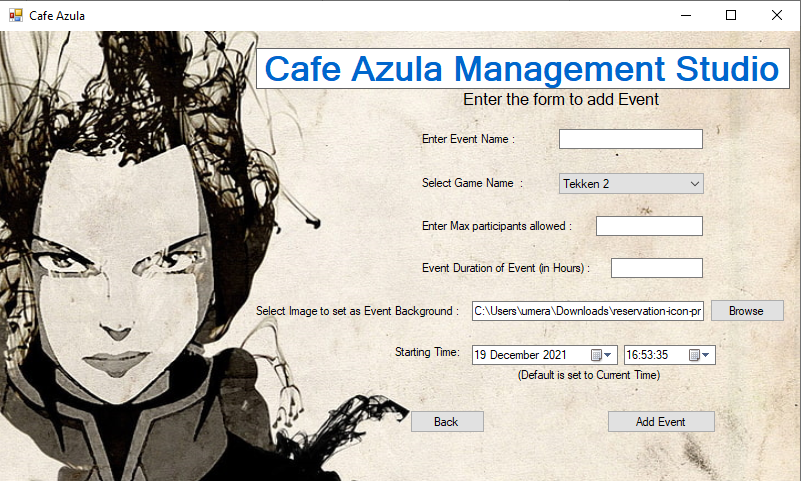 Cafe Azula
Cafe Azula Management Studio
Enter the form to add Event
Enter Event Name :
Select Game Name : Tekken 2
Enter Max participants allowed :
Event Duration of Event (in Hours) :
Select Image to set as Event Background : C:\Users\umera\Downloads\reservation-icon-pr Browse
Starting Time: 19 December 2021 16:53:35
(Default is set to Current Time)
Back Add Event